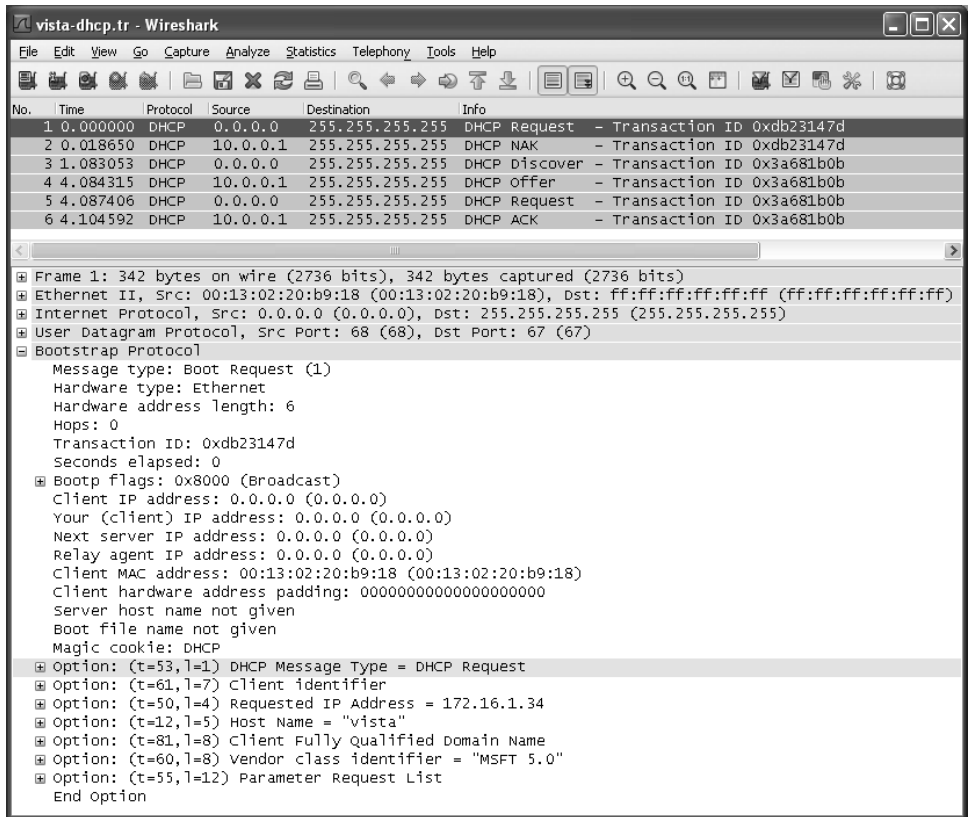 vista-dhcp.tr - Wireshark
File Edit View Go Capture Analyze Statistics Telephony Tools Help
No. Time Protocol Source Destination Info
1 0.000000 DHCP 0.0.0.0 255.255.255.255 DHCP Request - Transaction ID 0xdb23147d
2 0.018650 DHCP 10.0.0.1 255.255.255.255 DHCP NAK - Transaction ID 0xdb23147d
3 1.083053 DHCP 0.0.0.0 255.255.255.255 DHCP Discover - Transaction ID 0x3a681b0b
4 4.084315 DHCP 10.0.0.1 255.255.255.255 DHCP Offer - Transaction ID 0x3a681b0b
5 4.087406 DHCP 0.0.0.0 255.255.255.255 DHCP Request - Transaction ID 0x3a681b0b
6 4.104592 DHCP 10.0.0.1 255.255.255.255 DHCP ACK - Transaction ID 0x3a681b0b
Frame 1: 342 bytes on wire (2736 bits), 342 bytes captured (2736 bits)
Ethernet II, Src: 00:13:02:20:b9:18 (00:13:02:20:b9:18), Dst: ff:ff:ff:ff:ff:ff (ff:ff:ff:ff:ff:ff)
Internet Protocol, Src: 0.0.0.0 (0.0.0.0), Dst: 255.255.255.255 (255.255.255.255)
User Datagram Protocol, Src Port: 68 (68), Dst Port: 67 (67)
Bootstrap Protocol
Message type: Boot Request (1)
Hardware type: Ethernet
Hardware address length: 6
Hops: 0
Transaction ID: 0xdb23147d
Seconds elapsed: 0
Bootp flags: 0x8000 (Broadcast)
Client IP address: 0.0.0.0 (0.0.0.0)
Your (client) IP address: 0.0.0.0 (0.0.0.0)
Next server IP address: 0.0.0.0 (0.0.0.0)
Relay agent IP address: 0.0.0.0 (0.0.0.0)
Client MAC address: 00:13:02:20:b9:18 (00:13:02:20:b9:18)
Client hardware address padding: 00000000000000000000
Server host name not given
Boot file name not given
Magic cookie: DHCP
Option: (t=53,l=1) DHCP Message Type = DHCP Request
Option: (t=61,l=7) Client identifier
Option: (t=50,l=4) Requested IP Address = 172.16.1.34
Option: (t=12,l=5) Host Name = "vista"
Option: (t=81,l=8) Client Fully Qualified Domain Name
Option: (t=60,l=8) Vendor class identifier = "MSFT 5.0"
Option: (t=55,l=12) Parameter Request List
End Option